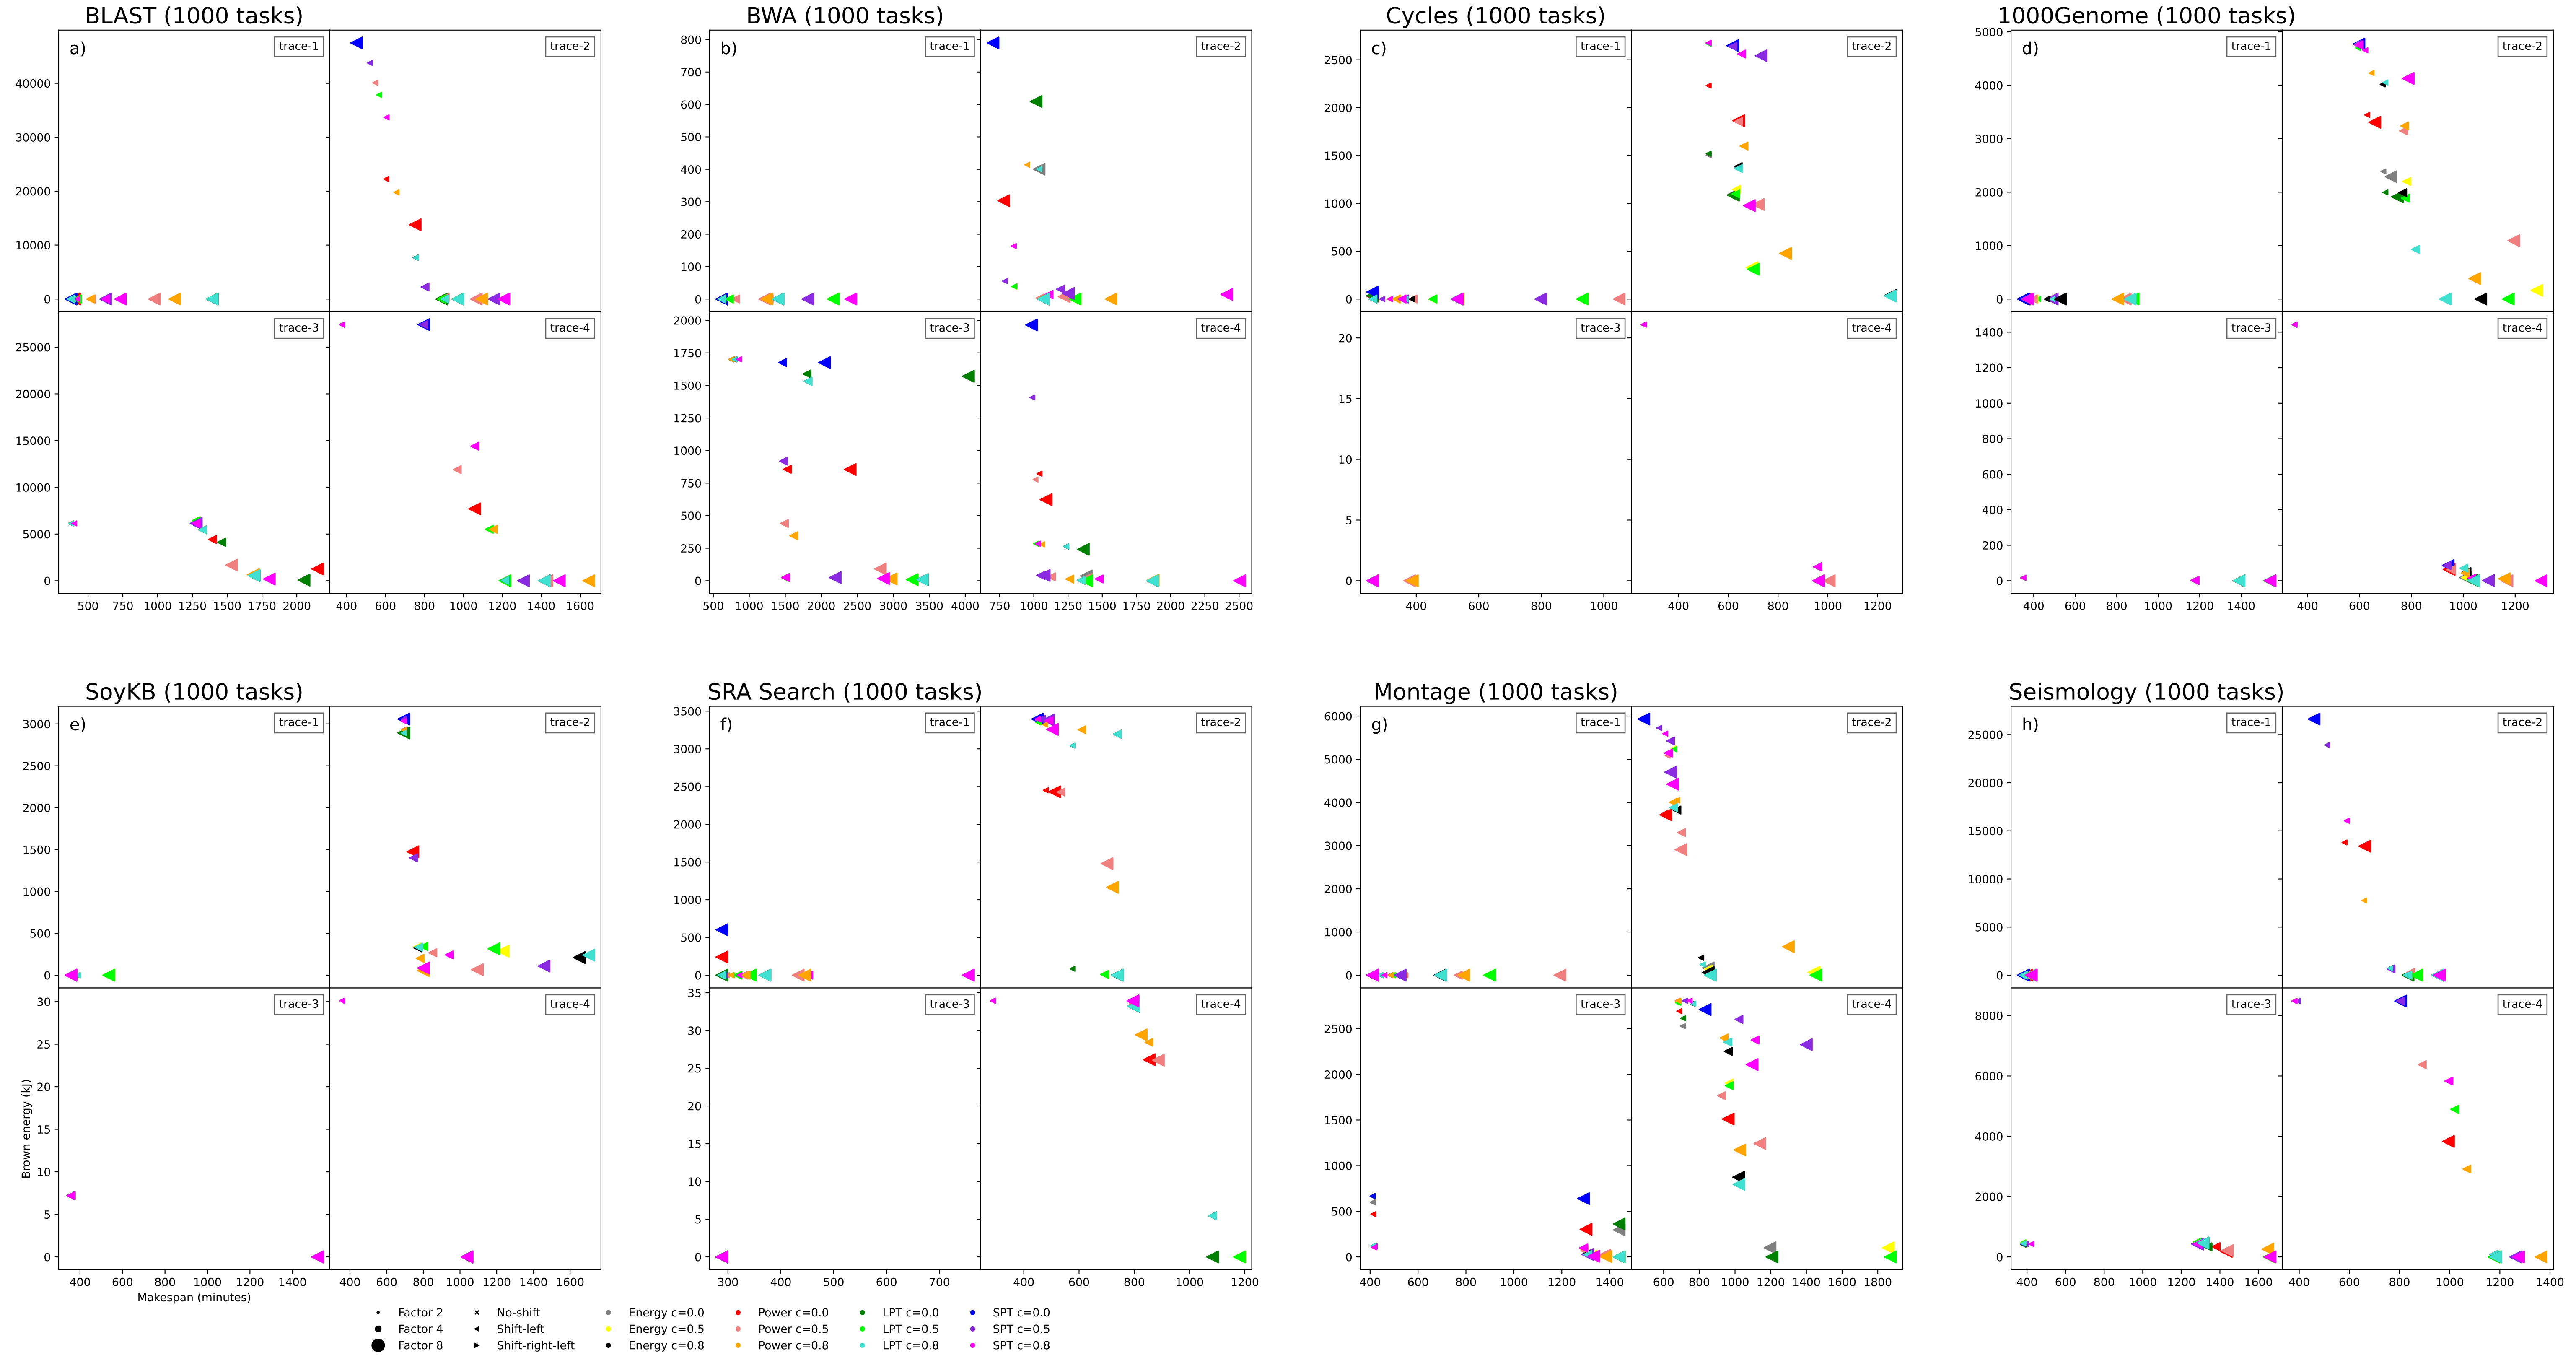 BLAST (1000 tasks)
BWA (1000 tasks)
Cycles (1000 tasks)
1000Genome (1000 tasks)
a)
trace-1
trace-2
40000
30000
20000
10000
0
trace-3
trace-4
25000
20000
15000
10000
5000
0
500 750 1000 1250 1500 1750 2000
400 600 800 1000 1200 1400 1600
b)
trace-1
trace-2
800
700
600
500
400
300
200
100
0
trace-3
trace-4
2000
1750
1500
1250
1000
750
500
250
0
500 1000 1500 2000 2500 3000 3500 4000
750 1000 1250 1500 1750 2000 2250 2500
c)
trace-1
trace-2
2500
2000
1500
1000
500
0
trace-3
trace-4
20
15
10
5
0
400 600 800 1000
400 600 800 1000 1200
d)
trace-1
trace-2
5000
4000
3000
2000
1000
0
trace-3
trace-4
1400
1200
1000
800
600
400
200
0
400 600 800 1000 1200 1400
400 600 800 1000 1200
SoyKB (1000 tasks)
SRA Search (1000 tasks)
Montage (1000 tasks)
Seismology (1000 tasks)
e)
trace-1
trace-2
3000
2500
2000
1500
1000
500
0
trace-3
trace-4
30
25
20
15
10
5
0
Brown energy (kJ)
400 600 800 1000 1200 1400
400 600 800 1000 1200 1400 1600
Makespan (minutes)
f)
trace-1
trace-2
3500
3000
2500
2000
1500
1000
500
0
trace-3
trace-4
35
30
25
20
15
10
5
0
300 400 500 600 700
400 600 800 1000 1200
g)
trace-1
trace-2
6000
5000
4000
3000
2000
1000
0
trace-3
trace-4
2500
2000
1500
1000
500
0
400 600 800 1000 1200 1400
600 800 1000 1200 1400 1600 1800
h)
trace-1
trace-2
25000
20000
15000
10000
5000
0
trace-3
trace-4
8000
6000
4000
2000
0
400 600 800 1000 1200 1400 1600
400 600 800 1000 1200 1400
Factor 2 No-shift Energy c=0.0 Power c=0.0 LPT c=0.0 SPT c=0.0
Factor 4 Shift-left Energy c=0.5 Power c=0.5 LPT c=0.5 SPT c=0.5
Factor 8 Shift-right-left Energy c=0.8 Power c=0.8 LPT c=0.8 SPT c=0.8